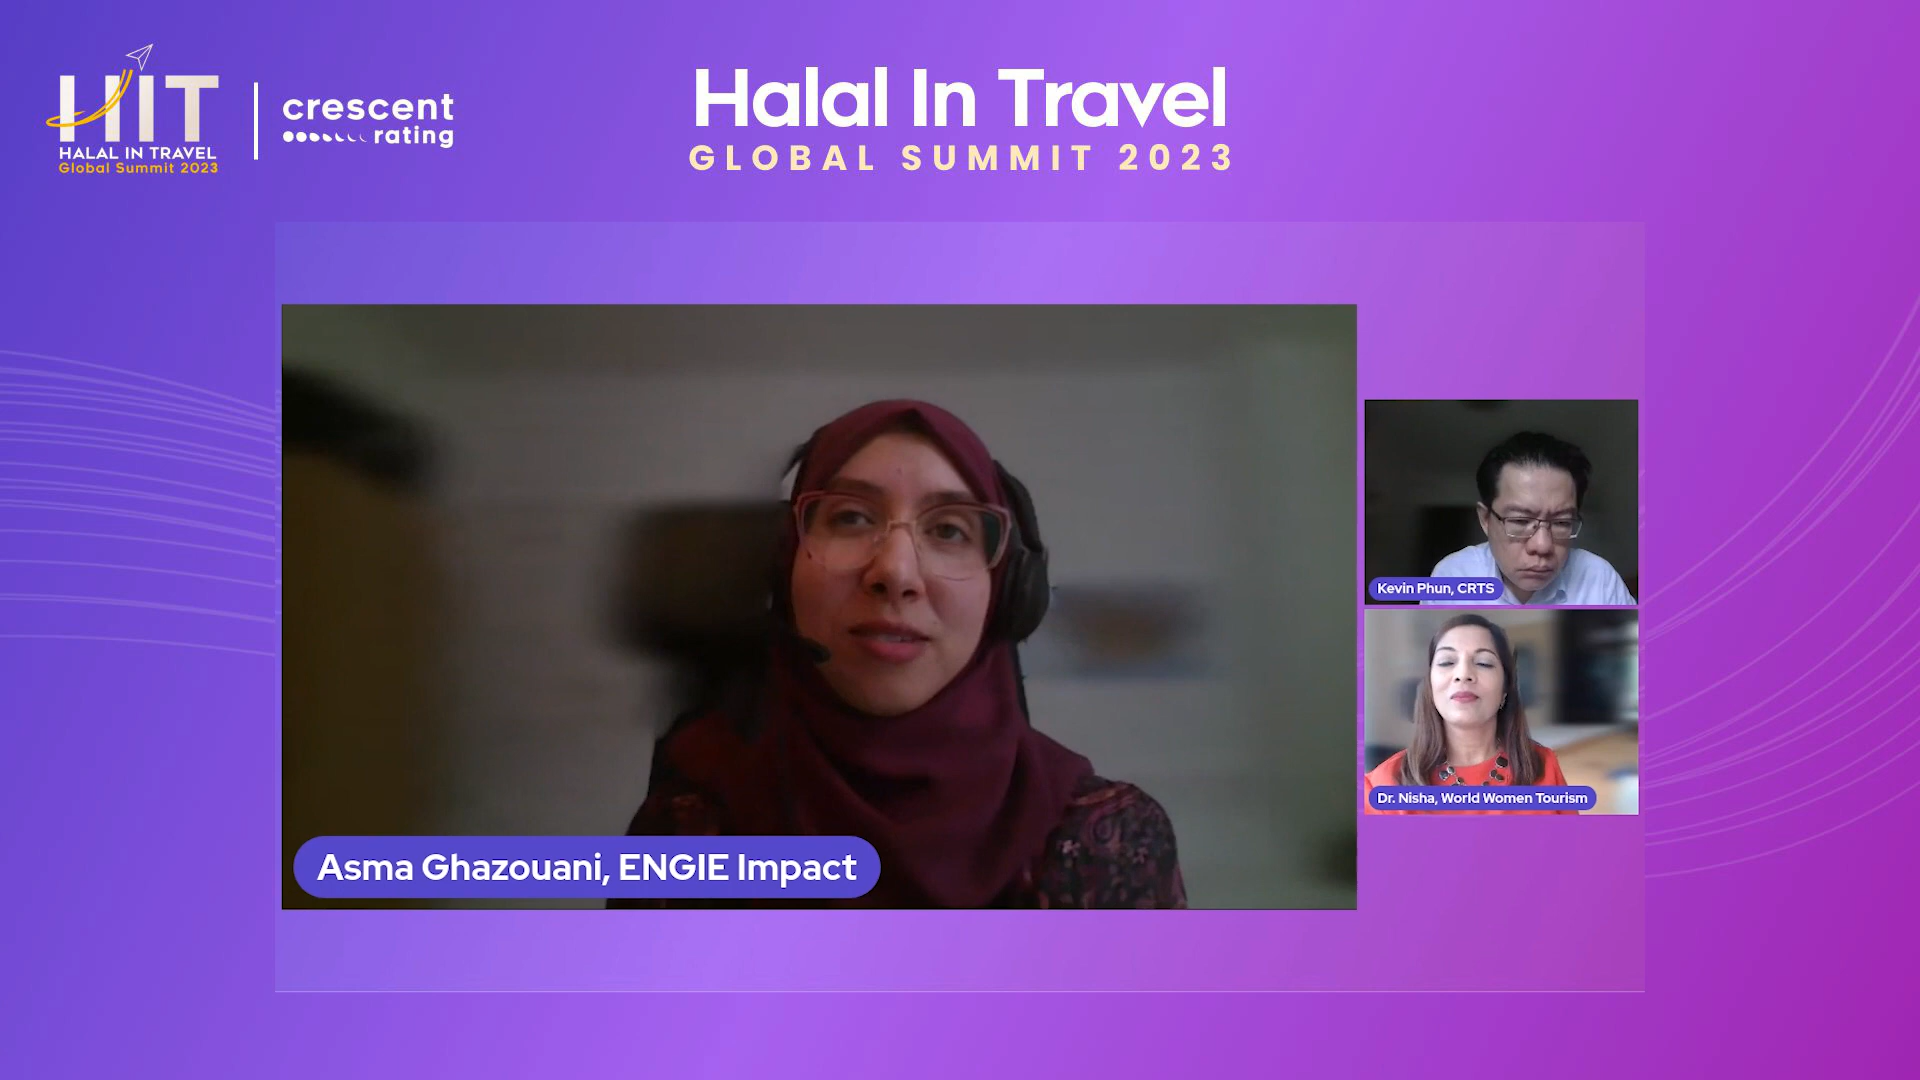 HIT
HALAL IN TRAVEL
Global Summit 2023
crescent
rating
Halal In Travel
GLOBAL SUMMIT 2023
Kevin Phun, CRTS
Dr. Nisha, World Women Tourism
Asma Ghazouani, ENGIE Impact